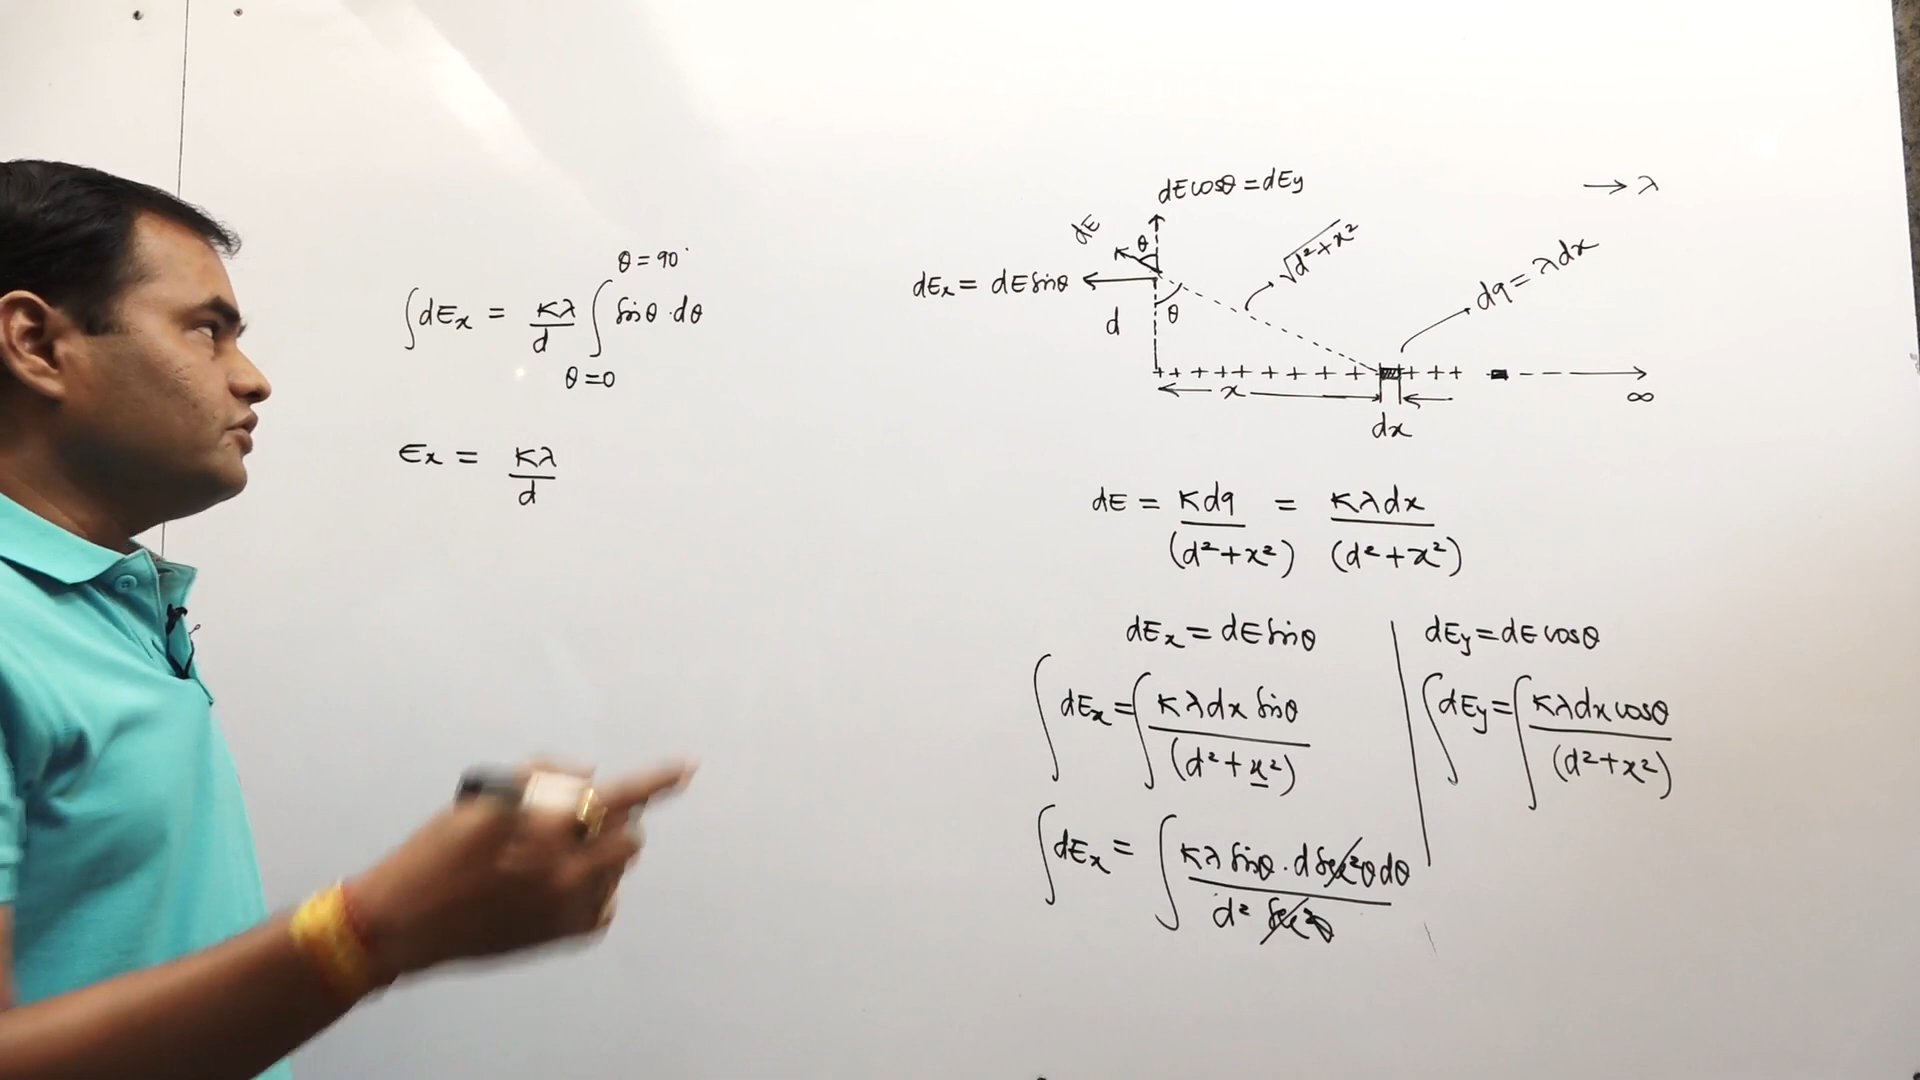 θ = 90°
∫dEx = Kλ/d ∫ Sinθ · dθ
θ = 0
Ex = Kλ/d
dE cosθ = dEy
→ λ
dE
θ
√d²+x²
dEx = dE Sinθ
dq = λdx
d
θ
+ + + + + + + + + + + +
x
∞
dx
dE = Kdq/(d²+x²) = Kλdx/(d²+x²)
dEx = dE Sinθ
dEy = dE cosθ
∫dEx = ∫ Kλdx Sinθ/(d²+x²)
∫dEy = ∫ Kλdx cosθ/(d²+x²)
∫dEx = ∫ Kλ Sinθ · d Sec²θ dθ/d² Sec²θ